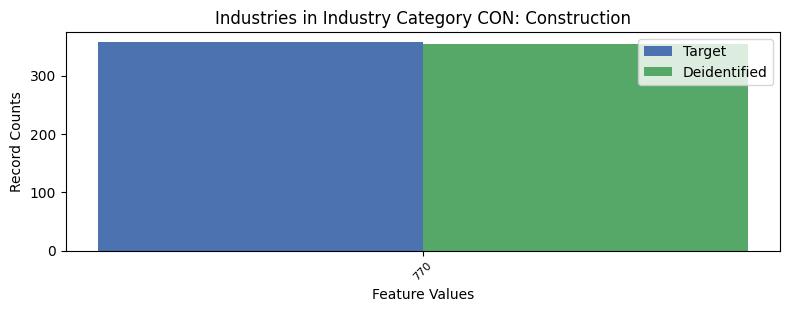 Industries in Industry Category CON: Construction
Target
Deidentified
Record Counts
300
200
100
0
770
Feature Values